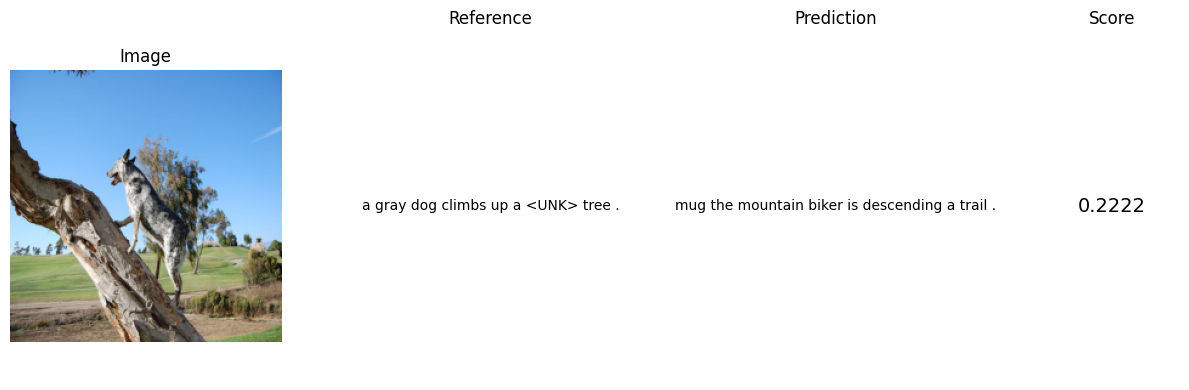 Reference
Prediction
Score
Image
a gray dog climbs up a <UNK> tree .
mug the mountain biker is descending a trail .
0.2222